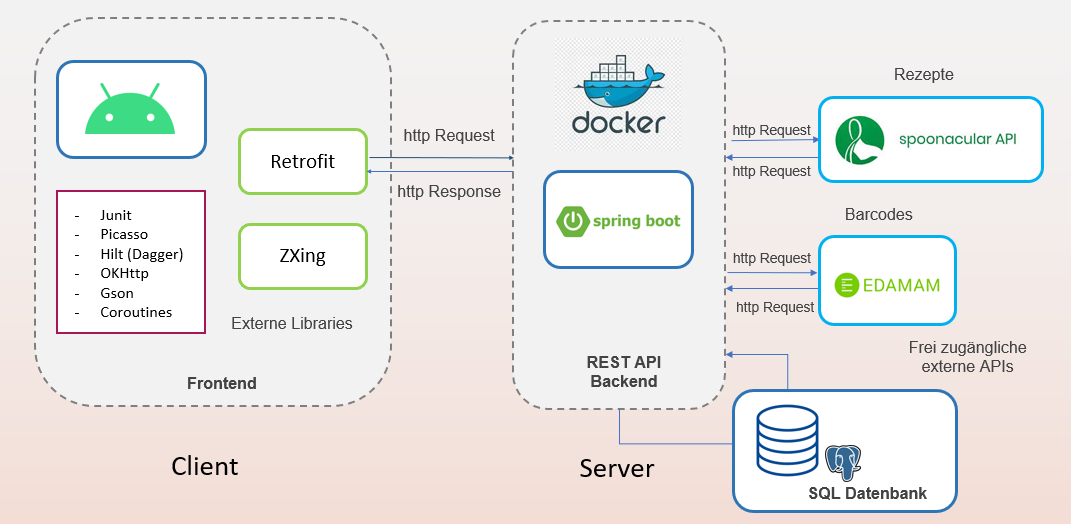 Retrofit
ZXing
- Junit
- Picasso
- Hilt (Dagger)
- OKHttp
- Gson
- Coroutines
Externe Libraries
Frontend
Client
http Request
http Response
docker
spring boot
REST API
Backend
Server
http Request
http Request
Rezepte
spoonacular API
Barcodes
http Request
http Request
EDAMAM
Frei zugängliche
externe APIs
SQL Datenbank